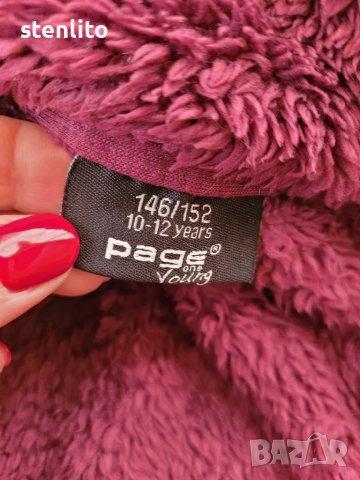 stenlito
146/152
10-12 years
page®
one
Young
BAZAR